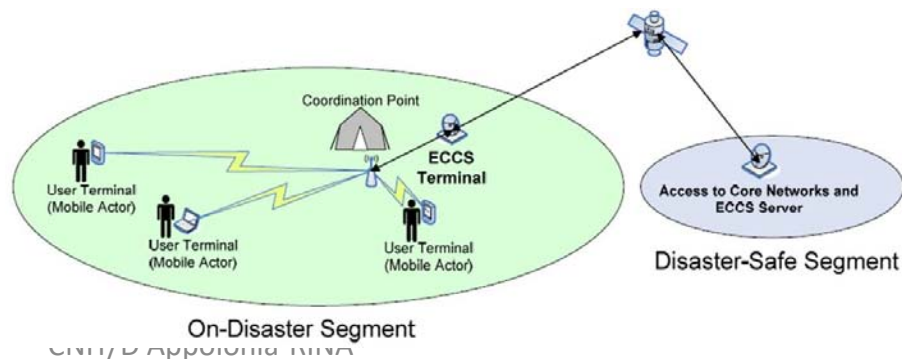 Coordination Point
ECCS
Terminal
User Terminal
(Mobile Actor)
User Terminal
(Mobile Actor)
User Terminal
(Mobile Actor)
Access to Core Networks and
ECCS Server
Disaster-Safe Segment
On-Disaster Segment